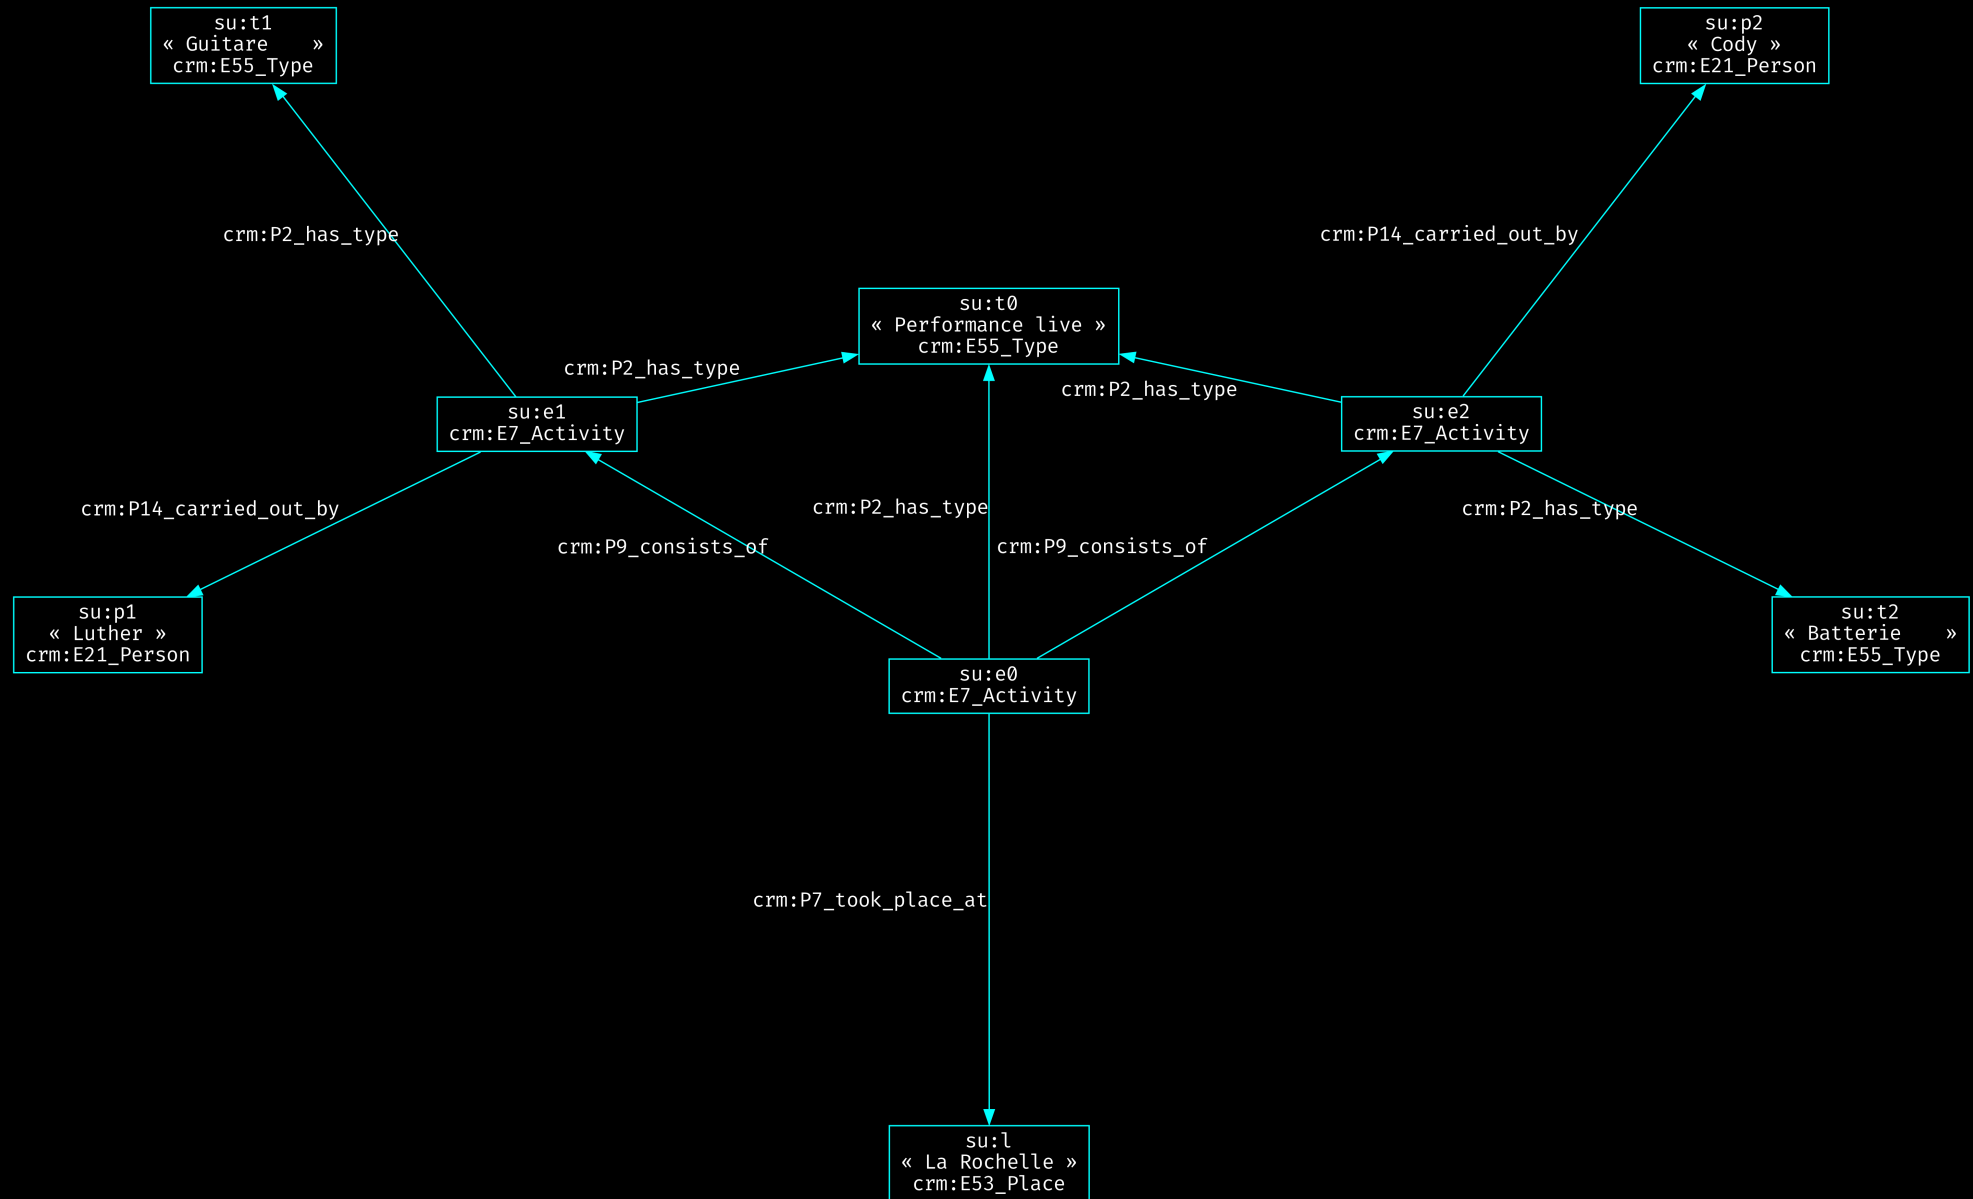 su:t1
« Guitare    »
crm:E55_Type
su:p2
« Cody »
crm:E21_Person
crm:P2_has_type
crm:P14_carried_out_by
su:t0
« Performance live »
crm:E55_Type
crm:P2_has_type
crm:P2_has_type
su:e1
crm:E7_Activity
su:e2
crm:E7_Activity
crm:P14_carried_out_by
crm:P2_has_type
crm:P2_has_type
crm:P9_consists_of
crm:P9_consists_of
su:p1
« Luther »
crm:E21_Person
su:t2
« Batterie    »
crm:E55_Type
su:e0
crm:E7_Activity
crm:P7_took_place_at
su:l
« La Rochelle »
crm:E53_Place